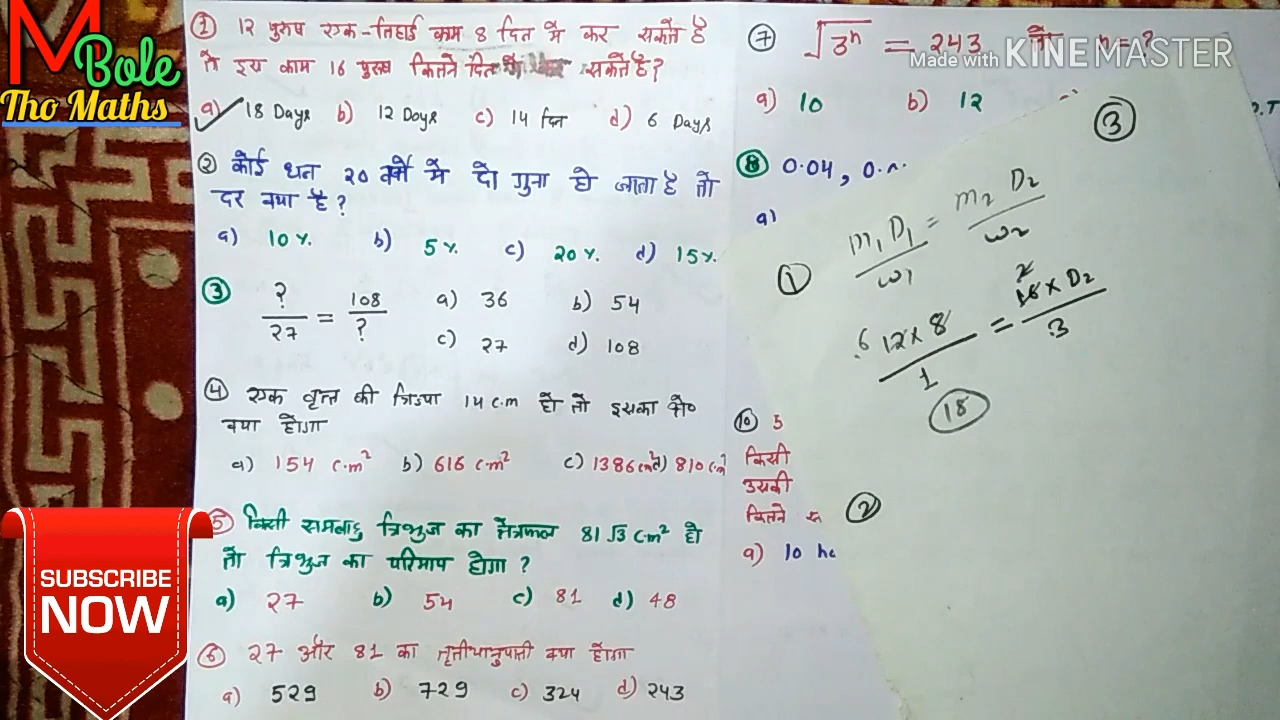 M Bole
Tho Maths
① 12 पुरुष एक-तिहाई काम 8 दिन में कर सकते है
तो इस काम 16 पुरुष कितने दिन में सकते है?
a) 18 Days b) 12 Days c) 14 दिन d) 6 Days
② कोई धन 20 वर्षो में दो गुना हो जाता है तो
दर क्या है ?
a) 10 %. b) 5 %. c) 20 %. d) 15 %.
③ ?/27 = 108/? a) 36 b) 54
c) 27 d) 108
④ एक वृत्त की त्रिज्या 14 c.m हो तो इसका क्षे०
क्या होगा
a) 154 c.m² b) 616 c.m² c) 1386 cm² d) 810 cm²
⑤ किसी समबाहु त्रिभुज का क्षेत्रफल 81√3 cm² हो
तो त्रिभुज का परिमाप होगा ?
a) 27 b) 54 c) 81 d) 48
⑥ 27 और 81 का तृतीयानुपाती क्या होगा
a) 529 b) 729 c) 324 d) 243
⑦ √3ⁿ = 243 तो n = ?
a) 10 b) 12
⑧ 0.04, 0.
a)
⑩ 5
किसी
उसकी
कितने
a) 10
③
① m₁D₁/w₁ = m₂D₂/w₂
6 12×8/1 = 2 16×D₂/3
18
②
Made with KINEMASTER
SUBSCRIBE
NOW